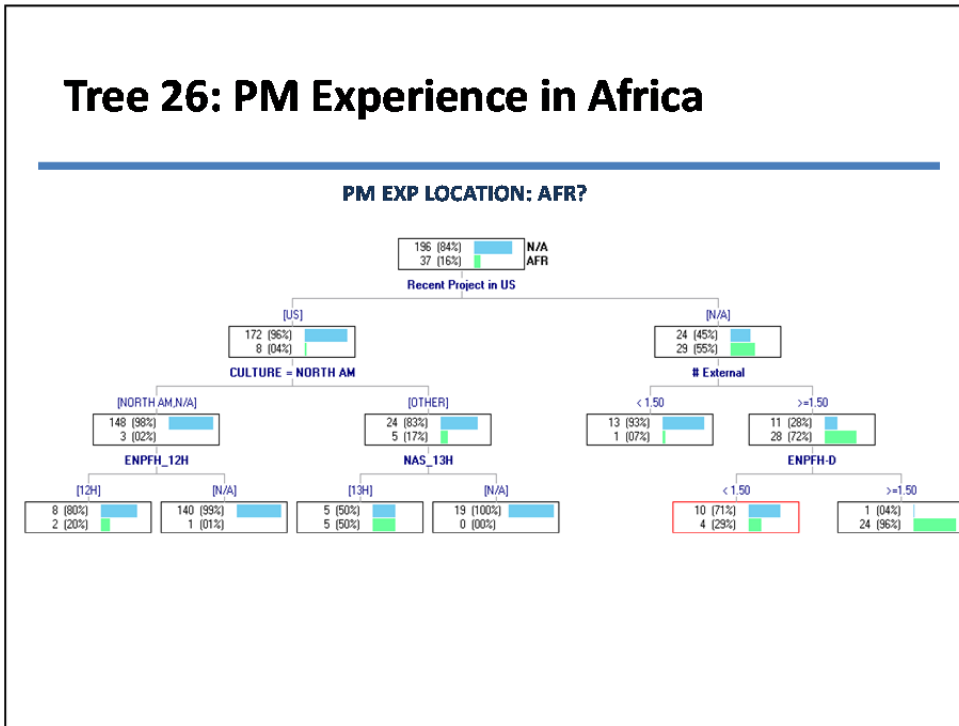 Tree 26: PM Experience in Africa
PM EXP LOCATION: AFR?
196 (84%) N/A
37 (16%) AFR
Recent Project in US
[US] [N/A]
172 (96%) 24 (45%)
8 (04%) 29 (55%)
CULTURE = NORTH AM # External
[NORTH AM,N/A] [OTHER] < 1.50 >=1.50
148 (98%) 24 (83%) 13 (93%) 11 (28%)
3 (02%) 5 (17%) 1 (07%) 28 (72%)
ENPFH_12H NAS_13H ENPFH-D
[12H] [N/A] [13H] [N/A] < 1.50 >=1.50
8 (80%) 140 (99%) 5 (50%) 19 (100%) 10 (71%) 1 (04%)
2 (20%) 1 (01%) 5 (50%) 0 (00%) 4 (29%) 24 (96%)